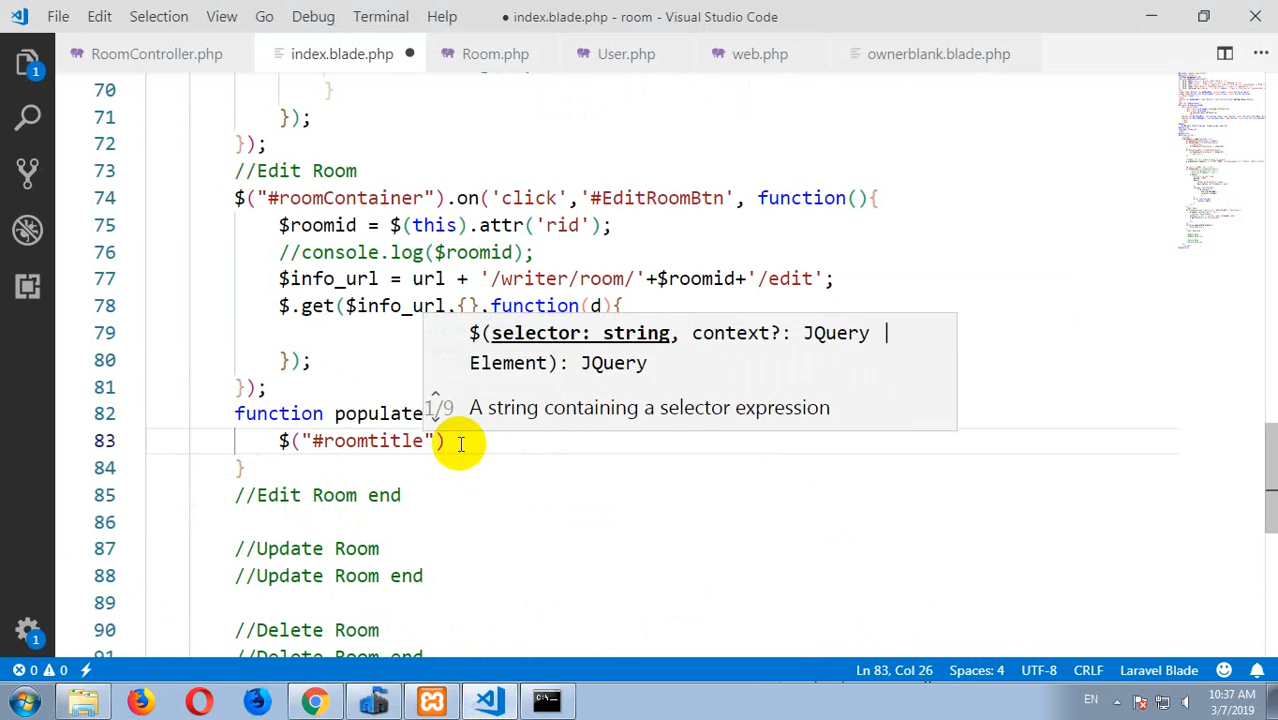 File Edit Selection View Go Debug Terminal Help ● index.blade.php - room - Visual Studio Code
RoomController.php index.blade.php Room.php User.php web.php ownerblank.blade.php
70 }
71 });
72 });
73 //Edit Room
74 $("#roomContainer").on('click', '#EditRoomBtn', function(){
75 $roomid = $(this).attr('rid');
76 //console.log($roomid);
77 $info_url = url + '/writer/room/'+$roomid+'/edit';
78 $.get($info_url,{},function(d){
79 $(selector: string, context?: JQuery |
Element): JQuery
80 });
81 });
1/9 A string containing a selector expression
82 function populate
83 $("#roomtitle")
84 }
85 //Edit Room end
86
87 //Update Room
88 //Update Room end
89
90 //Delete Room
91 //Delete Room end
1
1
0 0 Ln 83, Col 26 Spaces: 4 UTF-8 CRLF Laravel Blade
EN 10:37 AM
3/7/2019